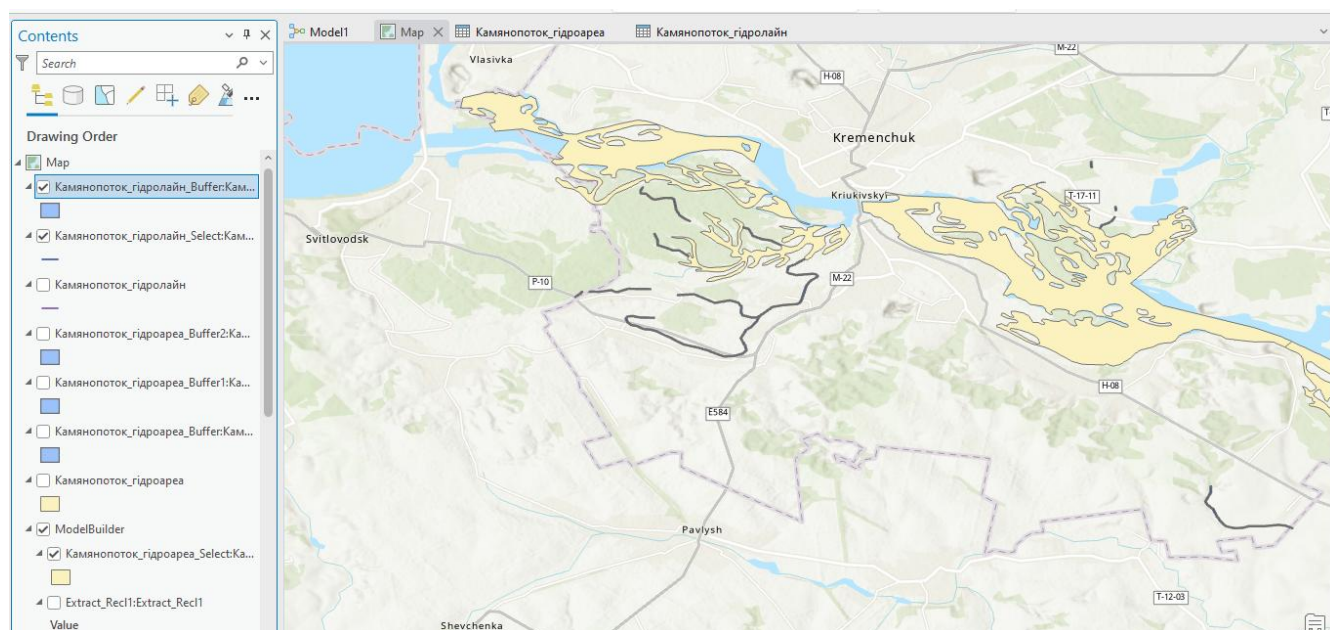 Contents
Search
Drawing Order
Map
Камянопоток_гідролайн_Buffer:Кам...
Камянопоток_гідролайн_Select:Кам...
Камянопоток_гідролайн
Камянопоток_гідроареа_Buffer2:Ка...
Камянопоток_гідроареа_Buffer1:Ка...
Камянопоток_гідроареа_Buffer:Кам...
Камянопоток_гідроареа
ModelBuilder
Камянопоток_гідроареа_Select:Ка...
Extract_Recl1:Extract_Recl1
Value
Model1
Map
Камянопоток_гідроареа
Камянопоток_гідролайн
M-22
Vlasivka
H-08
Kremenchuk
Kriukivskyi
T-17-11
Svitlovodsk
P-10
M-22
H-08
E584
Pavlysh
T-12-03
Shevchenka